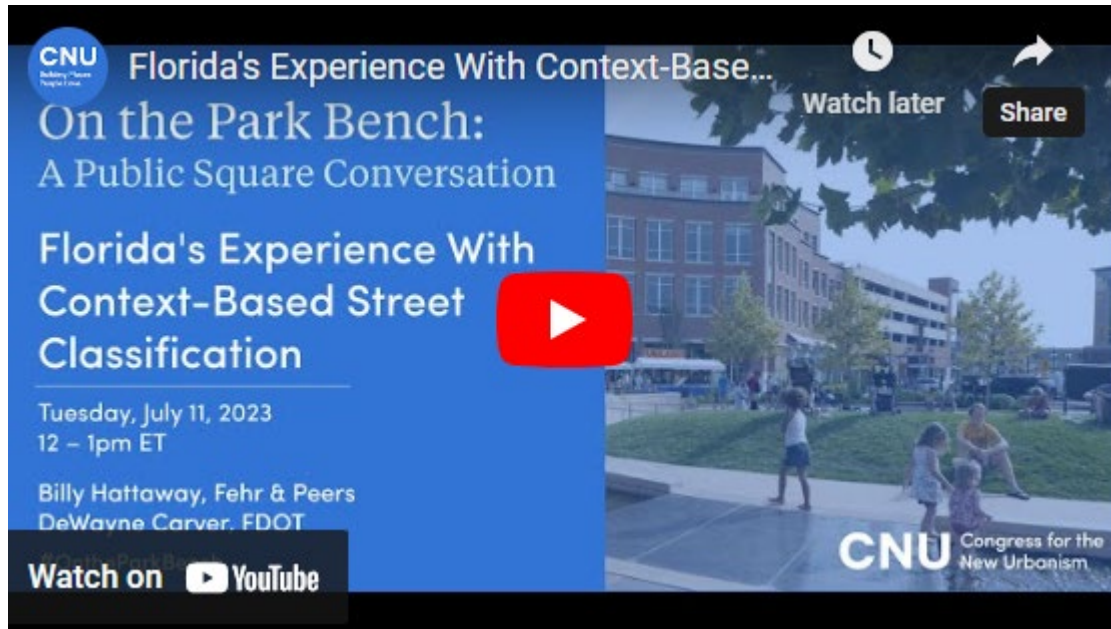 CNU
Florida's Experience With Context-Base...
Watch later
Share
On the Park Bench:
A Public Square Conversation
Florida's Experience With
Context-Based Street
Classification
Tuesday, July 11, 2023
12 – 1pm ET
Billy Hattaway, Fehr & Peers
DeWayne Carver, FDOT
Watch on YouTube
CNU Congress for the
New Urbanism